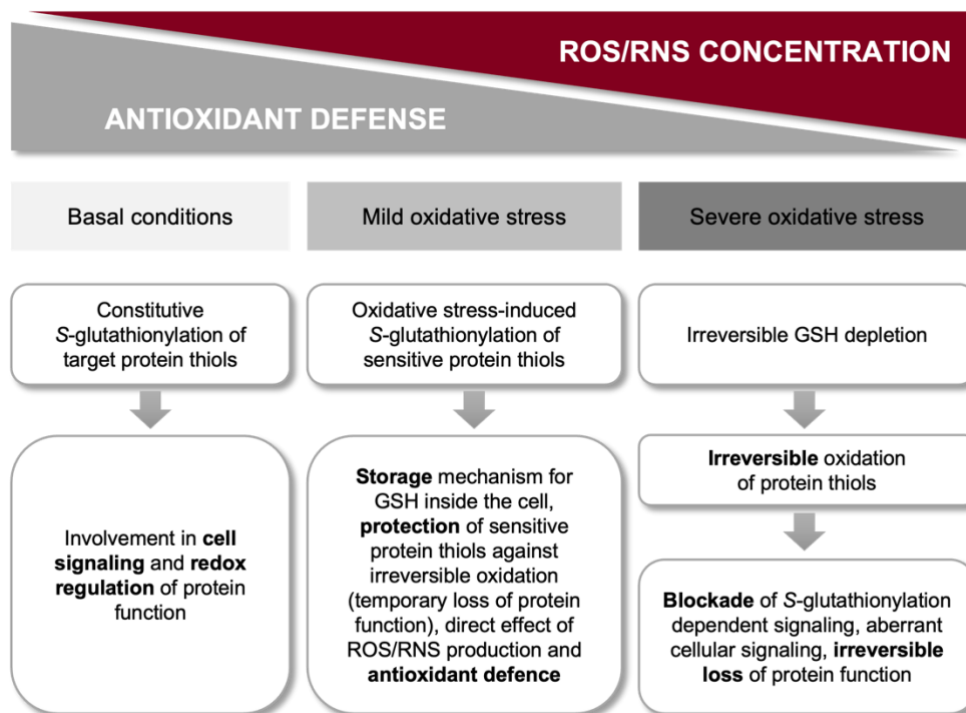 ROS/RNS CONCENTRATION
ANTIOXIDANT DEFENSE
Basal conditions
Mild oxidative stress
Severe oxidative stress
Constitutive
S-glutathionylation of
target protein thiols
Oxidative stress-induced
S-glutathionylation of
sensitive protein thiols
Irreversible GSH depletion
Involvement in cell
signaling and redox
regulation of protein
function
Storage mechanism for
GSH inside the cell,
protection of sensitive
protein thiols against
irreversible oxidation
(temporary loss of protein
function), direct effect of
ROS/RNS production and
antioxidant defence
Irreversible oxidation
of protein thiols
Blockade of S-glutathionylation
dependent signaling, aberrant
cellular signaling, irreversible
loss of protein function